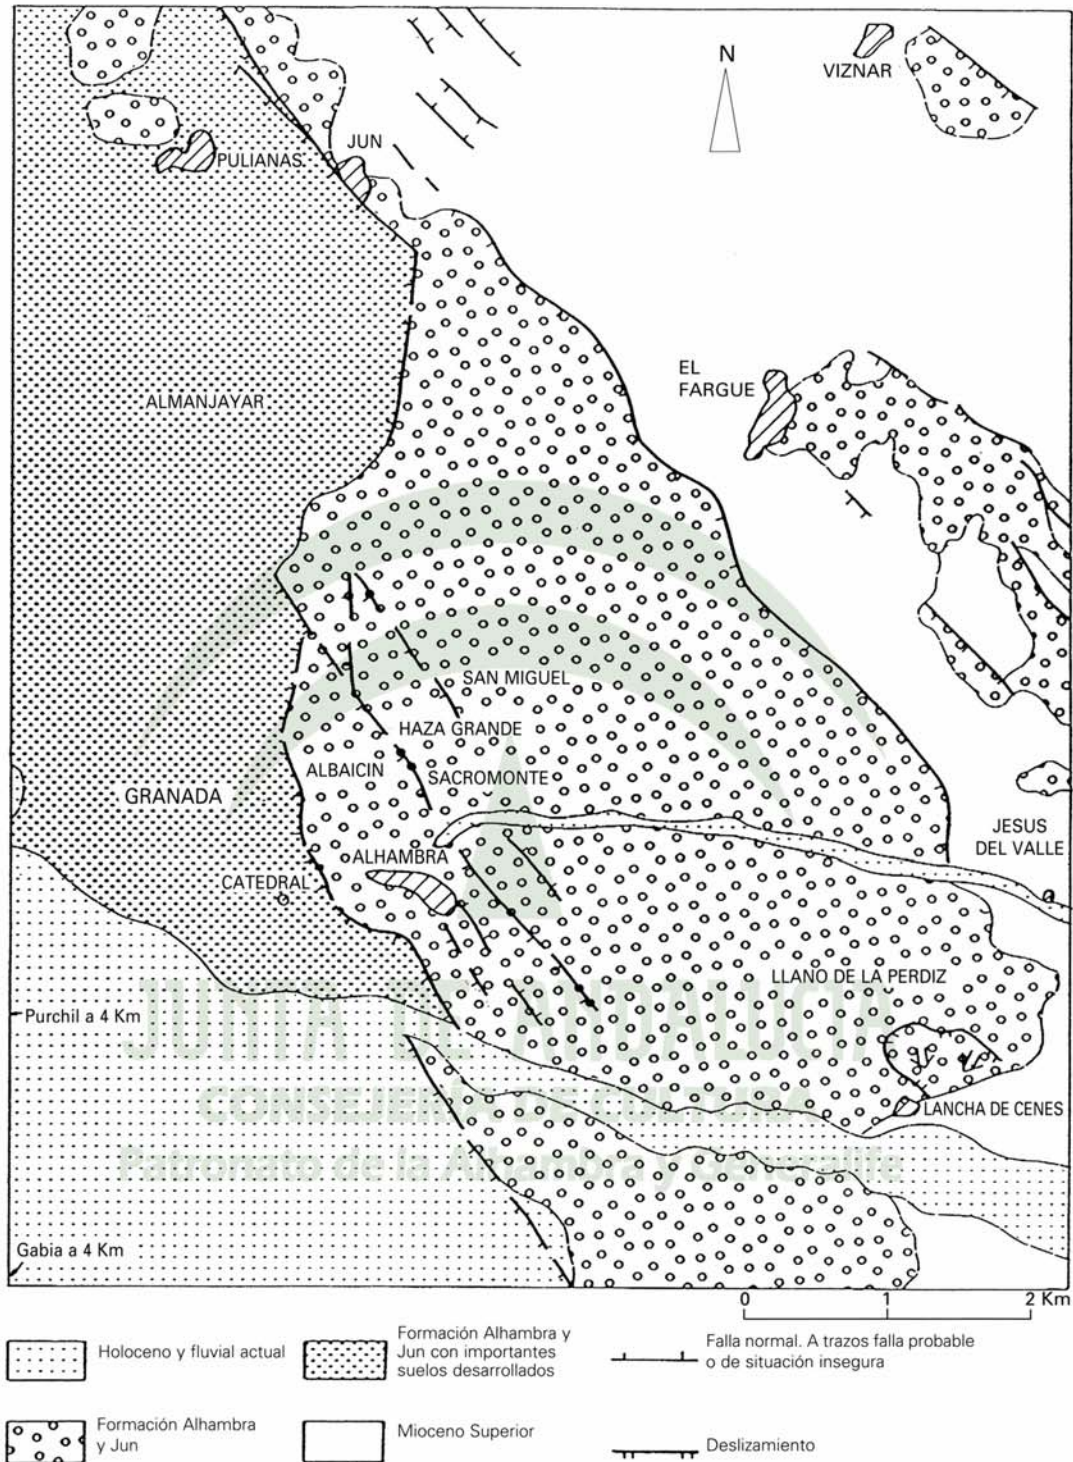 N
VIZNAR
JUN
PULIANAS
EL
FARGUE
ALMANJAYAR
SAN MIGUEL
HAZA GRANDE
ALBAICIN
SACROMONTE
GRANADA
JESUS
DEL VALLE
ALHAMBRA
CATEDRAL
LLANO DE LA PERDIZ
JUNTA DE ANDALUCIA
Purchil a 4 Km
CONSEJERÍA DE CULTURA
LANCHA DE CENES
Patronato de la Alhambra y Generalife
Gabia a 4 Km
0 1 2 Km
Holoceno y fluvial actual
Formación Alhambra y
Jun con importantes
suelos desarrollados
Falla normal. A trazos falla probable
o de situación insegura
Formación Alhambra
y Jun
Mioceno Superior
Deslizamiento